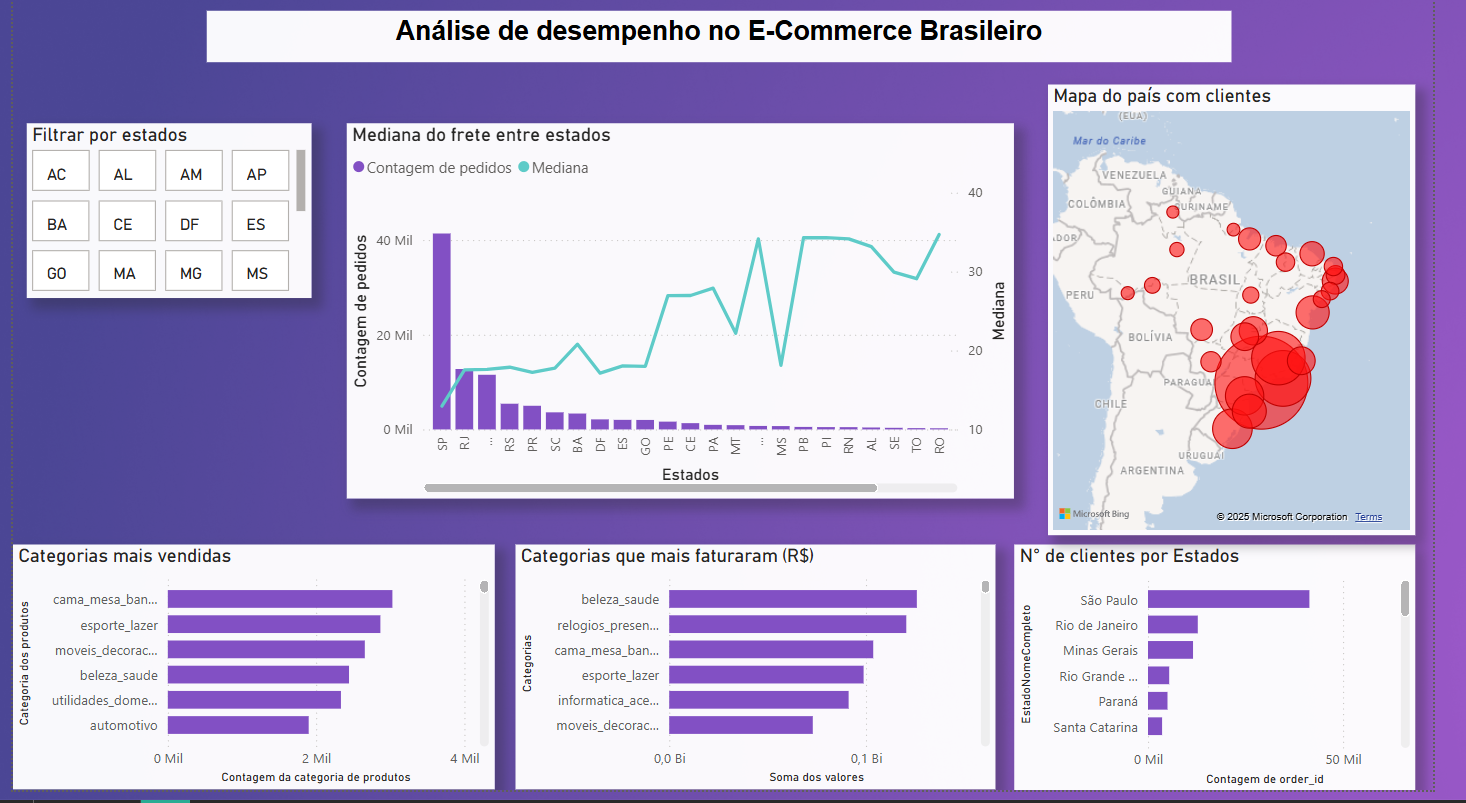 Análise de desempenho no E-Commerce Brasileiro
Filtrar por estados
AC AL AM AP
BA CE DF ES
GO MA MG MS
Mediana do frete entre estados
Contagem de pedidos Mediana
Contagem de pedidos
40 Mil
20 Mil
0 Mil
40
30
20
10
Mediana
SP RJ ... RS PR SC BA DF ES GO PE CE PA MT ... MS PB PI RN AL SE TO RO
Estados
Mapa do país com clientes
(EUA)
Mar do Caribe
VENEZUELA
GUIANA
COLÔMBIA
SURINAME
ADOR
BRASIL
PERU
BOLÍVIA
PARAGUA
CHILE
URUGUAI
ARGENTINA
Microsoft Bing
© 2025 Microsoft Corporation Terms
Categorias mais vendidas
Categoria dos produtos
cama_mesa_ban...
esporte_lazer
moveis_decorac...
beleza_saude
utilidades_dome...
automotivo
0 Mil 2 Mil 4 Mil
Contagem da categoria de produtos
Categorias que mais faturaram (R$)
Categorias
beleza_saude
relogios_presen...
cama_mesa_ban...
esporte_lazer
informatica_ace...
moveis_decorac...
0,0 Bi 0,1 Bi
Soma dos valores
N° de clientes por Estados
EstadoNomeCompleto
São Paulo
Rio de Janeiro
Minas Gerais
Rio Grande ...
Paraná
Santa Catarina
0 Mil 50 Mil
Contagem de order_id